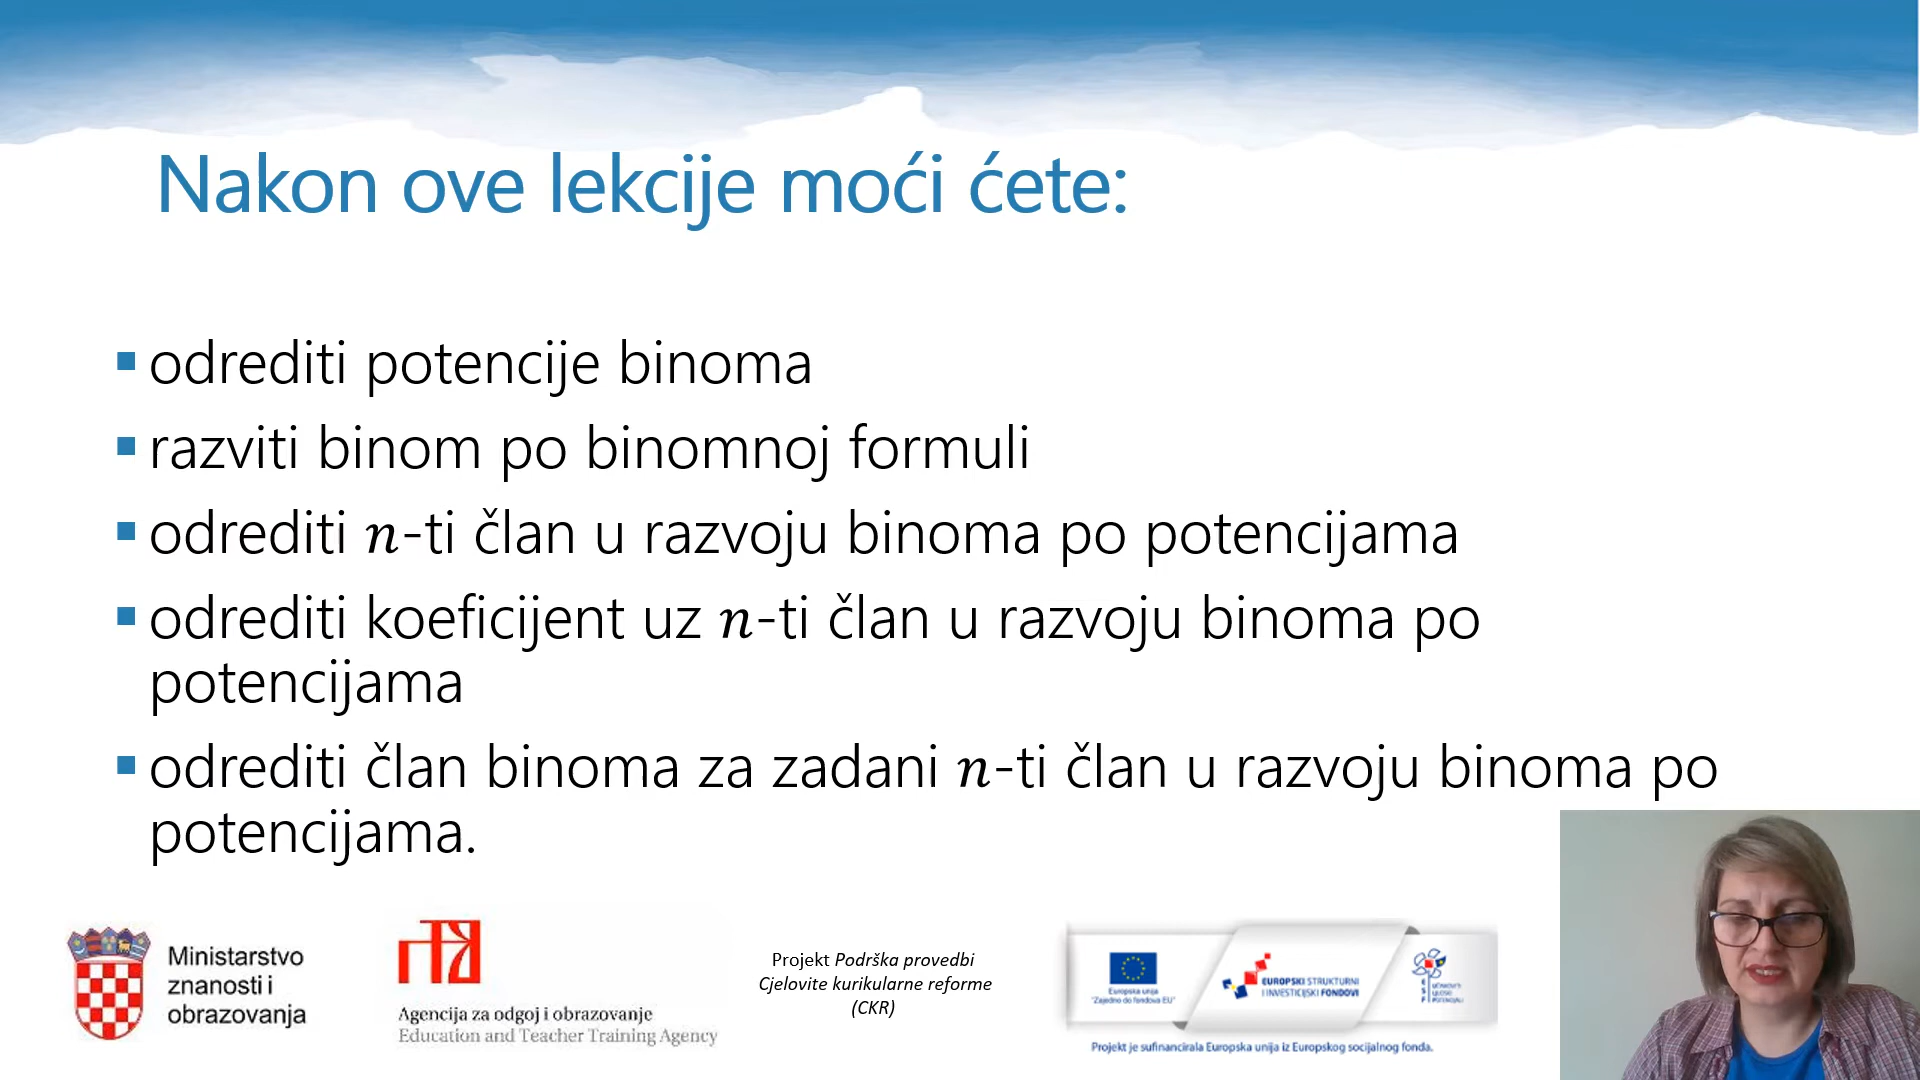 Nakon ove lekcije moći ćete:
odrediti potencije binoma
razviti binom po binomnoj formuli
odrediti n-ti član u razvoju binoma po potencijama
odrediti koeficijent uz n-ti član u razvoju binoma po
potencijama
odrediti član binoma za zadani n-ti član u razvoju binoma po
potencijama.
Ministarstvo
znanosti i
obrazovanja
Agencija za odgoj i obrazovanje
Education and Teacher Training Agency
Projekt Podrška provedbi
Cjelovite kurikularne reforme
(CKR)
Europska unija
"Zajedno do fondova EU"
EUROPSKI STRUKTURNI
I INVESTICIJSKI FONDOVI
Projekt je sufinancirala Europska unija iz Europskog socijalnog fonda.